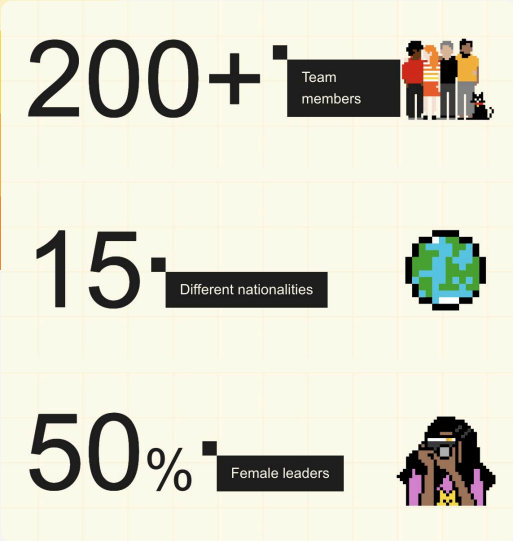 200+
Team
members
15
Different nationalities
50%
Female leaders